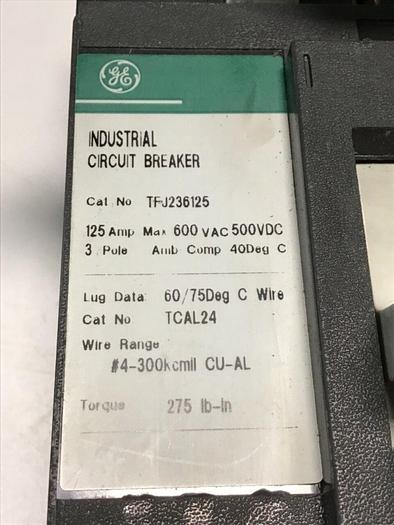 GE
INDUSTRIAL
CIRCUIT BREAKER
Cat No TFJ236125
125 Amp Max 600 VAC 500VDC
3 Pole Amb Comp 40Deg C
Lug Data: 60/75Deg C Wire
Cat No TCAL24
Wire Range
#4-300kcmil CU-AL
Torque 275 lb-in